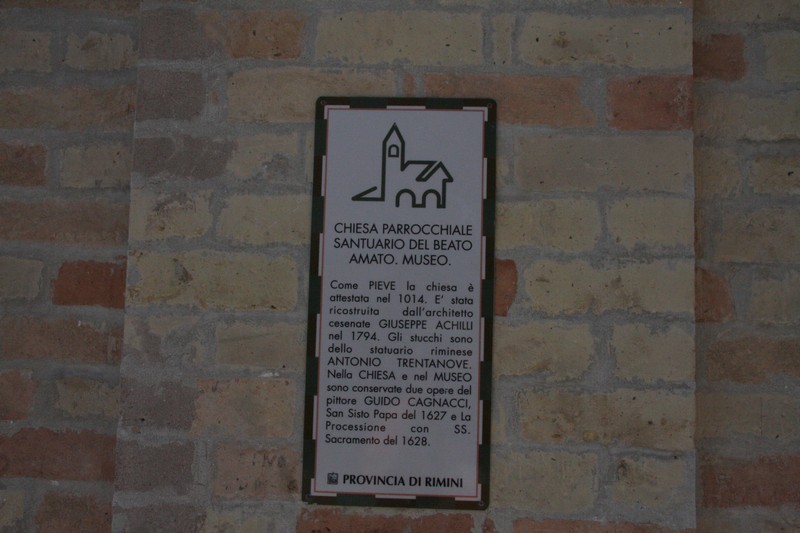 CHIESA PARROCCHIALE
SANTUARIO DEL BEATO
AMATO. MUSEO.
Come PIEVE la chiesa è
attestata nel 1014. E' stata
ricostruita dall'architetto
cesenate GIUSEPPE ACHILLI
nel 1794. Gli stucchi sono
dello statuario riminese
ANTONIO TRENTANOVE.
Nella CHIESA e nel MUSEO
sono conservate due opere del
pittore GUIDO CAGNACCI,
San Sisto Papa del 1627 e La
Processione con SS.
Sacramento del 1628.
PROVINCIA DI RIMINI